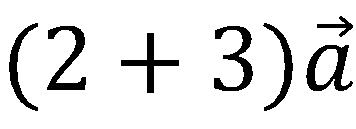 (2 + 3)a⃗